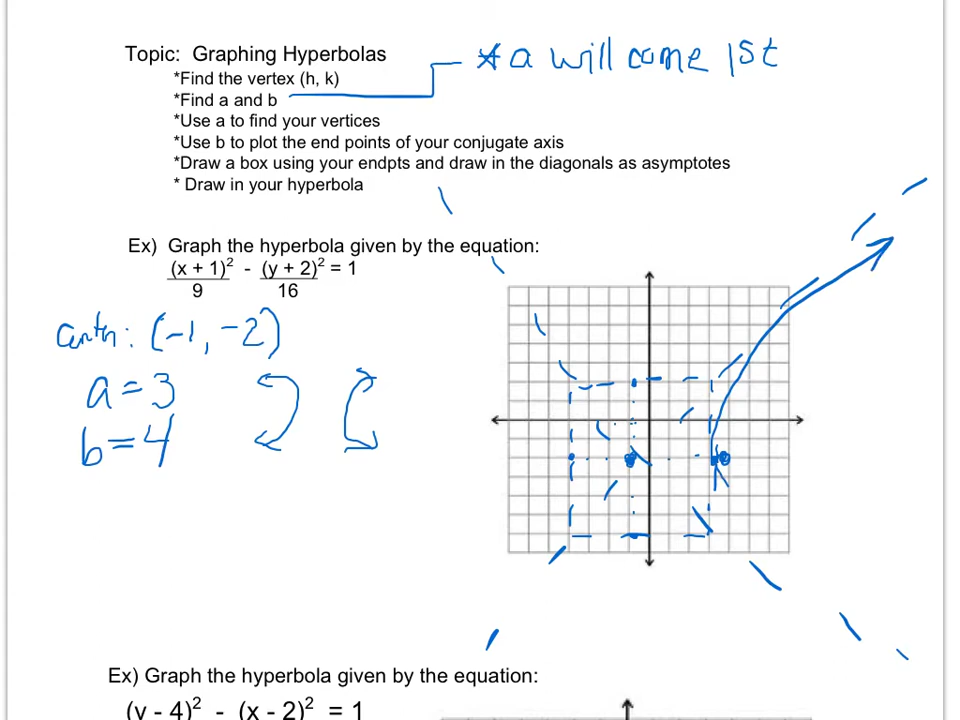 Topic: Graphing Hyperbolas
*a will come 1st
*Find the vertex (h, k)
*Find a and b
*Use a to find your vertices
*Use b to plot the end points of your conjugate axis
*Draw a box using your endpts and draw in the diagonals as asymptotes
* Draw in your hyperbola
Ex) Graph the hyperbola given by the equation:
(x + 1)² - (y + 2)² = 1
9 16
(-1, -2)
a = 3
b = 4
Ex) Graph the hyperbola given by the equation:
(y - 4)² - (x - 2)² = 1